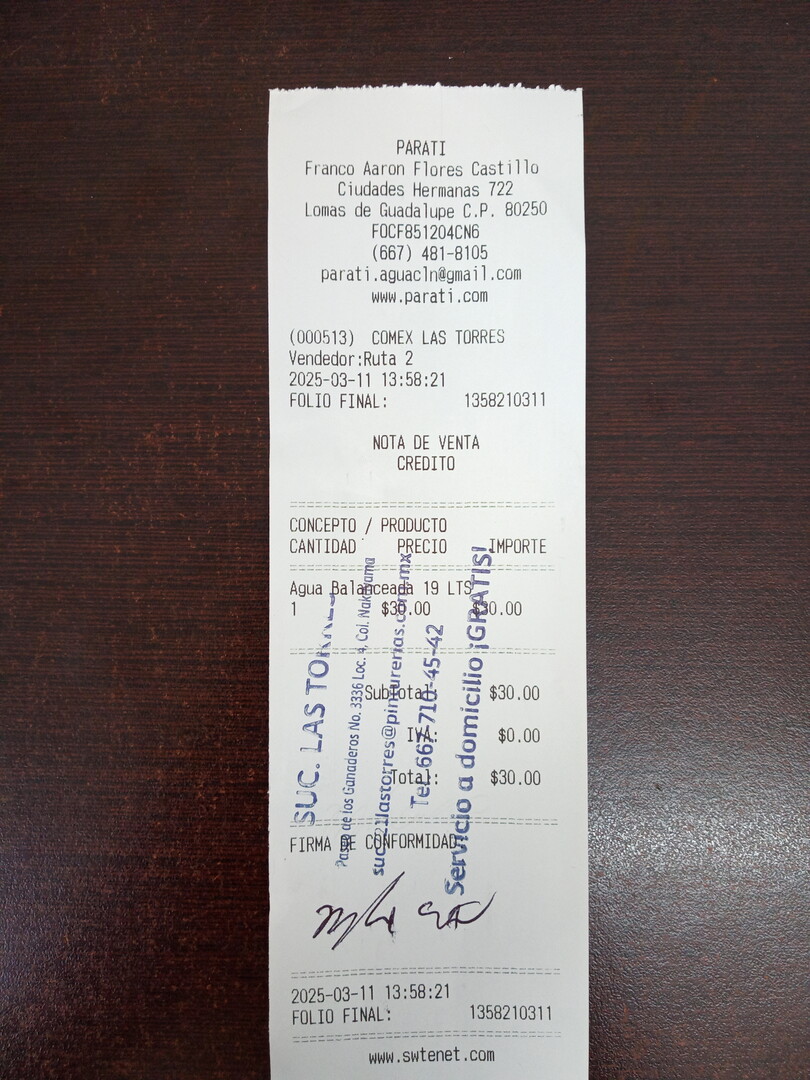 PARATI
Franco Aaron Flores Castillo
Ciudades Hermanas 722
Lomas de Guadalupe C.P. 80250
FOCF851204CN6
(667) 481-8105
parati.aguacln@gmail.com
www.parati.com
(000513) COMEX LAS TORRES
Vendedor:Ruta 2
2025-03-11 13:58:21
FOLIO FINAL: 1358210311
NOTA DE VENTA
CREDITO
CONCEPTO / PRODUCTO
CANTIDAD PRECIO IMPORTE
Agua Balanceada 19 LTS
1 $30.00 $30.00
Subtotal: $30.00
IVA: $0.00
Total: $30.00
FIRMA DE CONFORMIDAD:
SUC. LAS TORRES
Paseo de los Ganaderos No. 3336 Loc. 4, Col. Nakayama
Tel. 667-710-45-42
Servicio a domicilio ¡GRATIS!
2025-03-11 13:58:21
FOLIO FINAL: 1358210311
www.swtenet.com